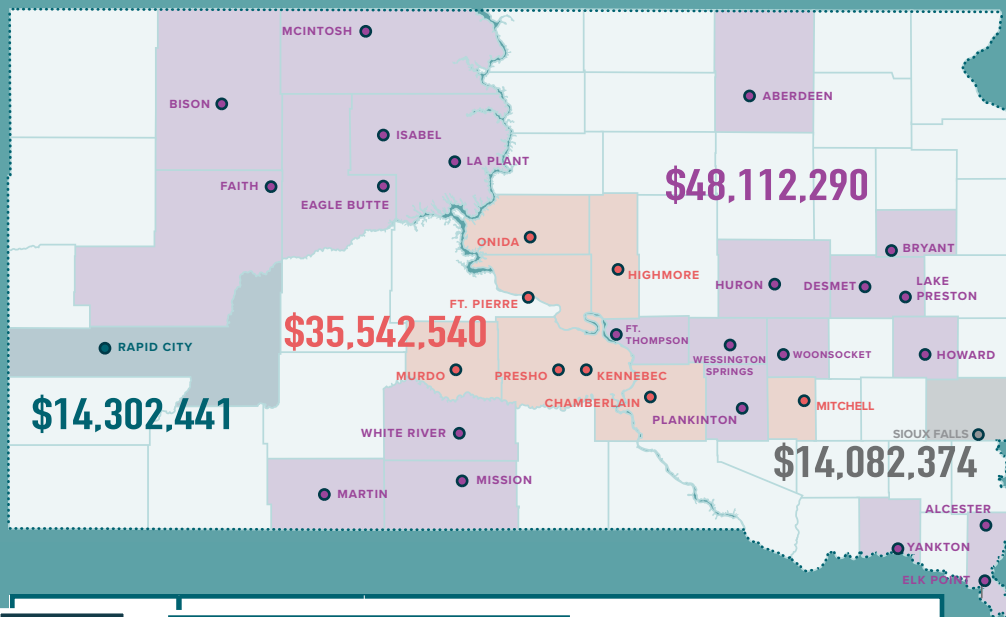 MCINTOSH
BISON
ABERDEEN
ISABEL
LA PLANT
FAITH
EAGLE BUTTE
$48,112,290
ONIDA
BRYANT
HIGHMORE
HURON
DESMET
LAKE
PRESTON
FT. PIERRE
$35,542,540
FT.
THOMPSON
RAPID CITY
WESSINGTON
SPRINGS
WOONSOCKET
HOWARD
MURDO
PRESHO
KENNEBEC
CHAMBERLAIN
MITCHELL
$14,302,441
PLANKINTON
WHITE RIVER
SIOUX FALLS
$14,082,374
MISSION
MARTIN
ALCESTER
YANKTON
ELK POINT